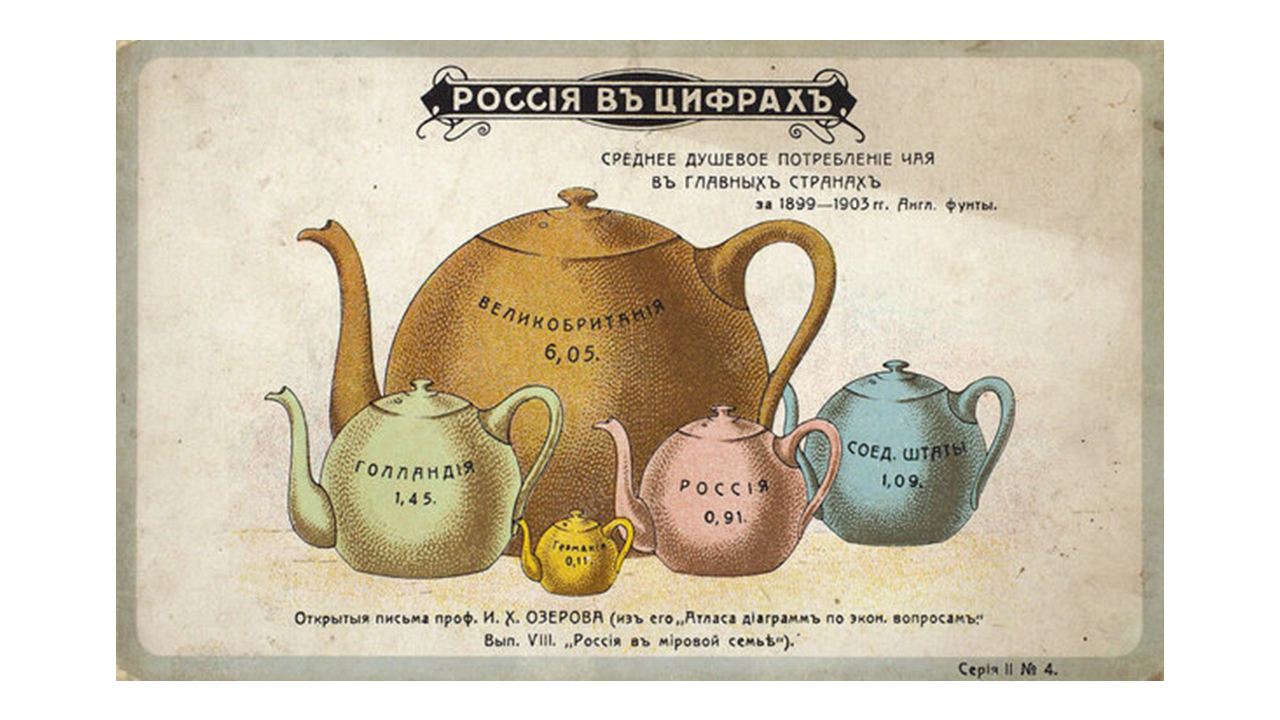 РОССІЯ ВЪ ЦИФРАХЪ.
СРЕДНЕЕ ДУШЕВОЕ ПОТРЕБЛЕНІЕ ЧАЯ
ВЪ ГЛАВНЫХЪ СТРАНАХЪ
за 1899—1903 гг. Англ. фунты.
ВЕЛИКОБРИТАНІЯ
6,05.
ГОЛЛАНДІЯ
1,45.
ГЕРМАНІЯ
0,11.
РОССІЯ
0,91.
СОЕД. ШТАТЫ
1,09.
Открытыя письма проф. И. Х. ОЗЕРОВА (изъ его „Атласа діаграммъ по экон. вопросамъ:“
Вып. VIII. „Россія въ міровой семьѣ“).
Серія II № 4.